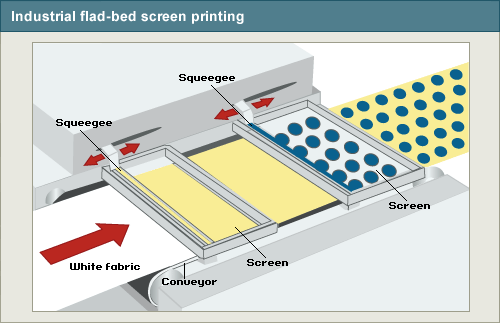 Industrial flad-bed screen printing
Squeegee
Squeegee
Screen
White fabric
Screen
Conveyor